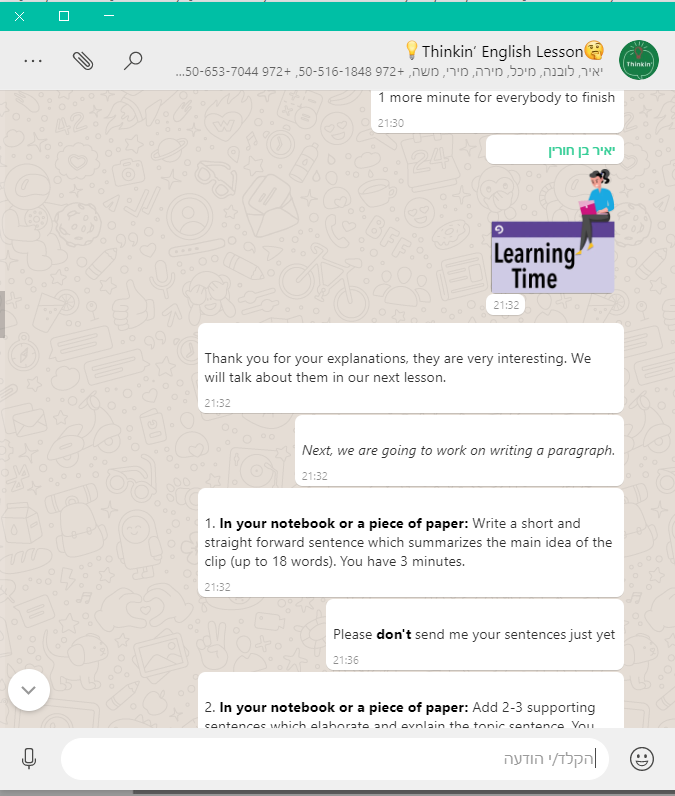 💡Thinkin’ English Lesson🤔
יאיר, לובנה, מיכל, מירה, מירי, משה, +972 50-516-1848, +972 50-653-7044...
Thinkin'
1 more minute for everybody to finish
21:30
יאיר בן חורין
Learning
Time
21:32
Thank you for your explanations, they are very interesting. We
will talk about them in our next lesson.
21:32
Next, we are going to work on writing a paragraph.
21:32
1. In your notebook or a piece of paper: Write a short and
straight forward sentence which summarizes the main idea of the
clip (up to 18 words). You have 3 minutes.
21:32
Please don't send me your sentences just yet
21:36
2. In your notebook or a piece of paper: Add 2-3 supporting
sentences which elaborate and explain the topic sentence. You
הקלד/י הודעה